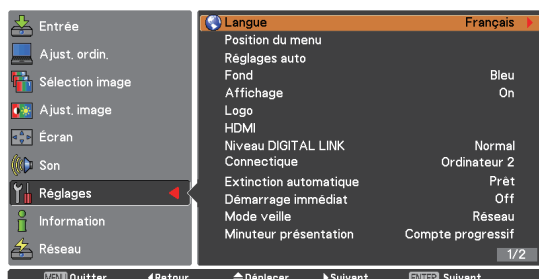 Entrée
Ajust. ordin.
Sélection image
Ajust. image
Écran
Son
Réglages
Information
Réseau
Langue Français
Position du menu
Réglages auto
Fond Bleu
Affichage On
Logo
HDMI
Niveau DIGITAL LINK Normal
Connectique Ordinateur 2
Extinction automatique Prêt
Démarrage immédiat Off
Mode veille Réseau
Minuteur présentation Compte progressif
1/2
MENU Quitter Retour Déplacer Suivant ENTER Suivant